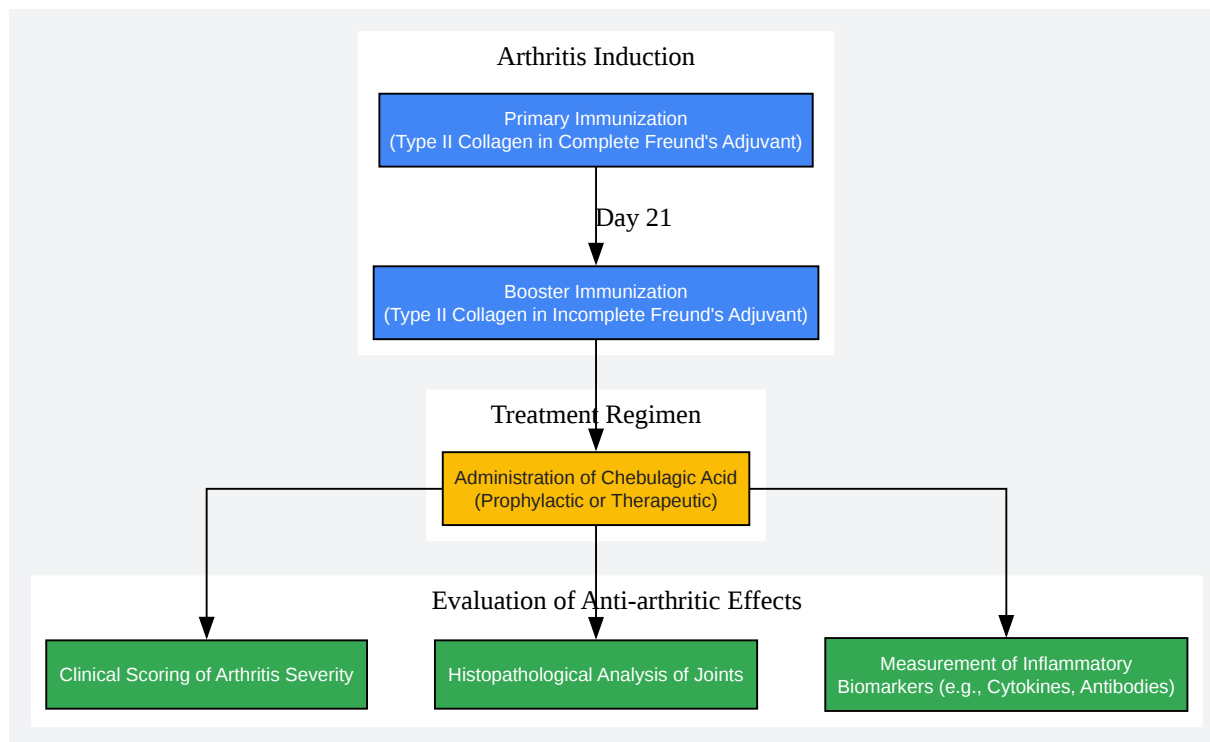 Arthritis Induction
Primary Immunization
(Type II Collagen in Complete Freund's Adjuvant)
Day 21
Booster Immunization
(Type II Collagen in Incomplete Freund's Adjuvant)
Treatment Regimen
Administration of Chebulagic Acid
(Prophylactic or Therapeutic)
Evaluation of Anti-arthritic Effects
Clinical Scoring of Arthritis Severity
Histopathological Analysis of Joints
Measurement of Inflammatory
Biomarkers (e.g., Cytokines, Antibodies)